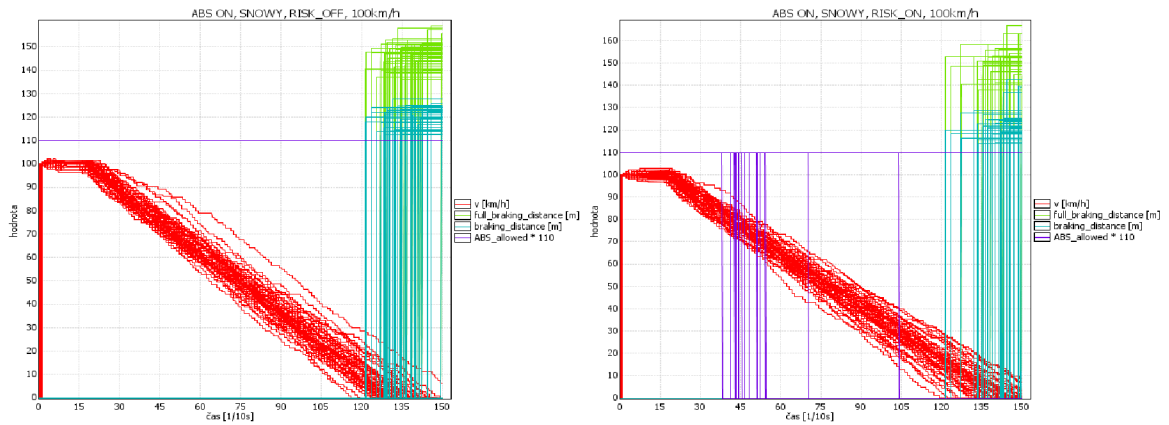 ABS ON, SNOWY, RISK_OFF, 100km/h
150
140
130
120
110
100
90
80
70
60
50
40
30
20
10
0
hodnota
0 15 30 45 60 75 90 105 120 135 150
čas [1/10s]
v [km/h]
full_braking_distance [m]
braking_distance [m]
ABS_allowed * 110
ABS ON, SNOWY, RISK_ON, 100km/h
160
150
140
130
120
110
100
90
80
70
60
50
40
30
20
10
0
hodnota
0 15 30 45 60 75 90 105 120 135 150
čas [1/10s]
v [km/h]
full_braking_distance [m]
braking_distance [m]
ABS_allowed * 110